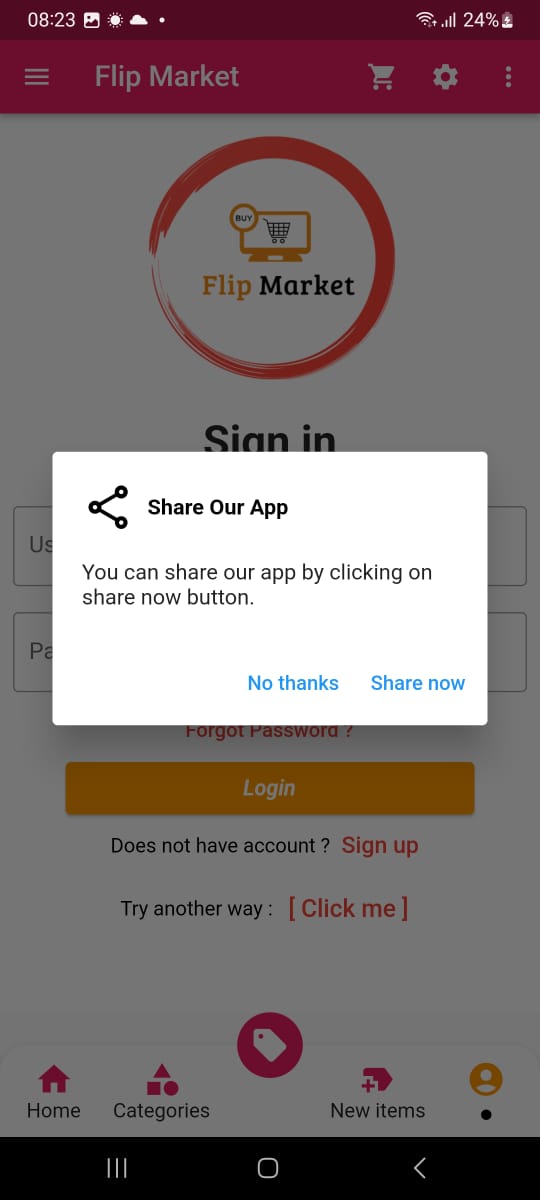 08:23
24%
Flip Market
BUY
Flip Market
Sign in
Us
Share Our App
You can share our app by clicking on
share now button.
Pa
No thanks Share now
Forgot Password ?
Login
Does not have account ? Sign up
Try another way : [ Click me ]
Home Categories New items